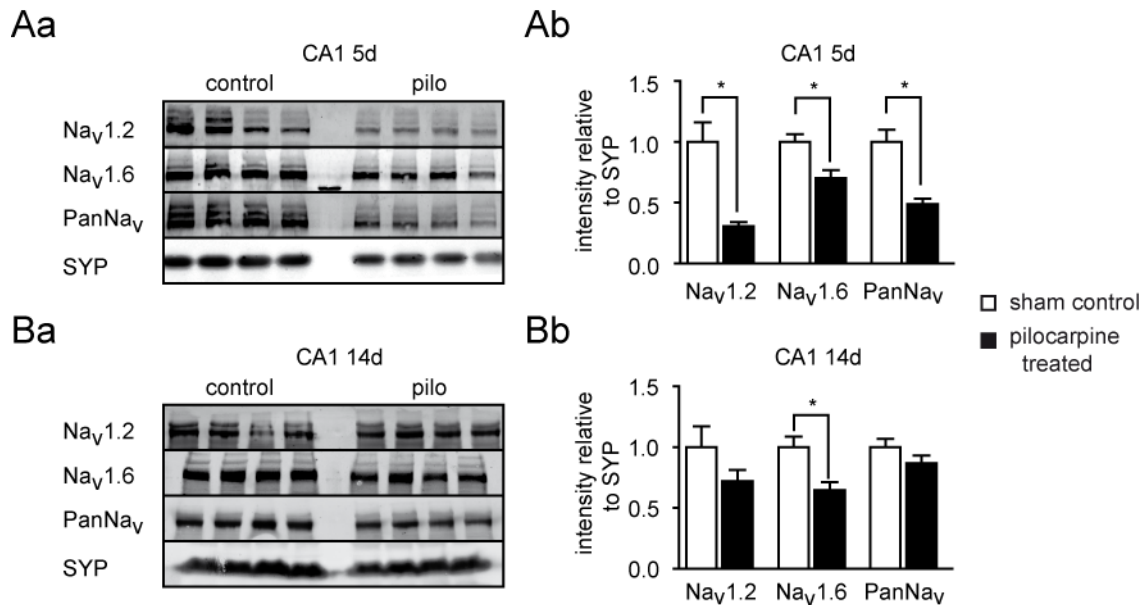 Aa
CA1 5d
control pilo
Nav1.2
Nav1.6
PanNav
SYP
Ab
CA1 5d
intensity relative
to SYP
1.5
1.0
0.5
0.0
* * *
Nav1.2 Nav1.6 PanNav
sham control
pilocarpine
treated
Ba
CA1 14d
control pilo
Nav1.2
Nav1.6
PanNav
SYP
Bb
CA1 14d
intensity relative
to SYP
1.5
1.0
0.5
0.0
*
Nav1.2 Nav1.6 PanNav